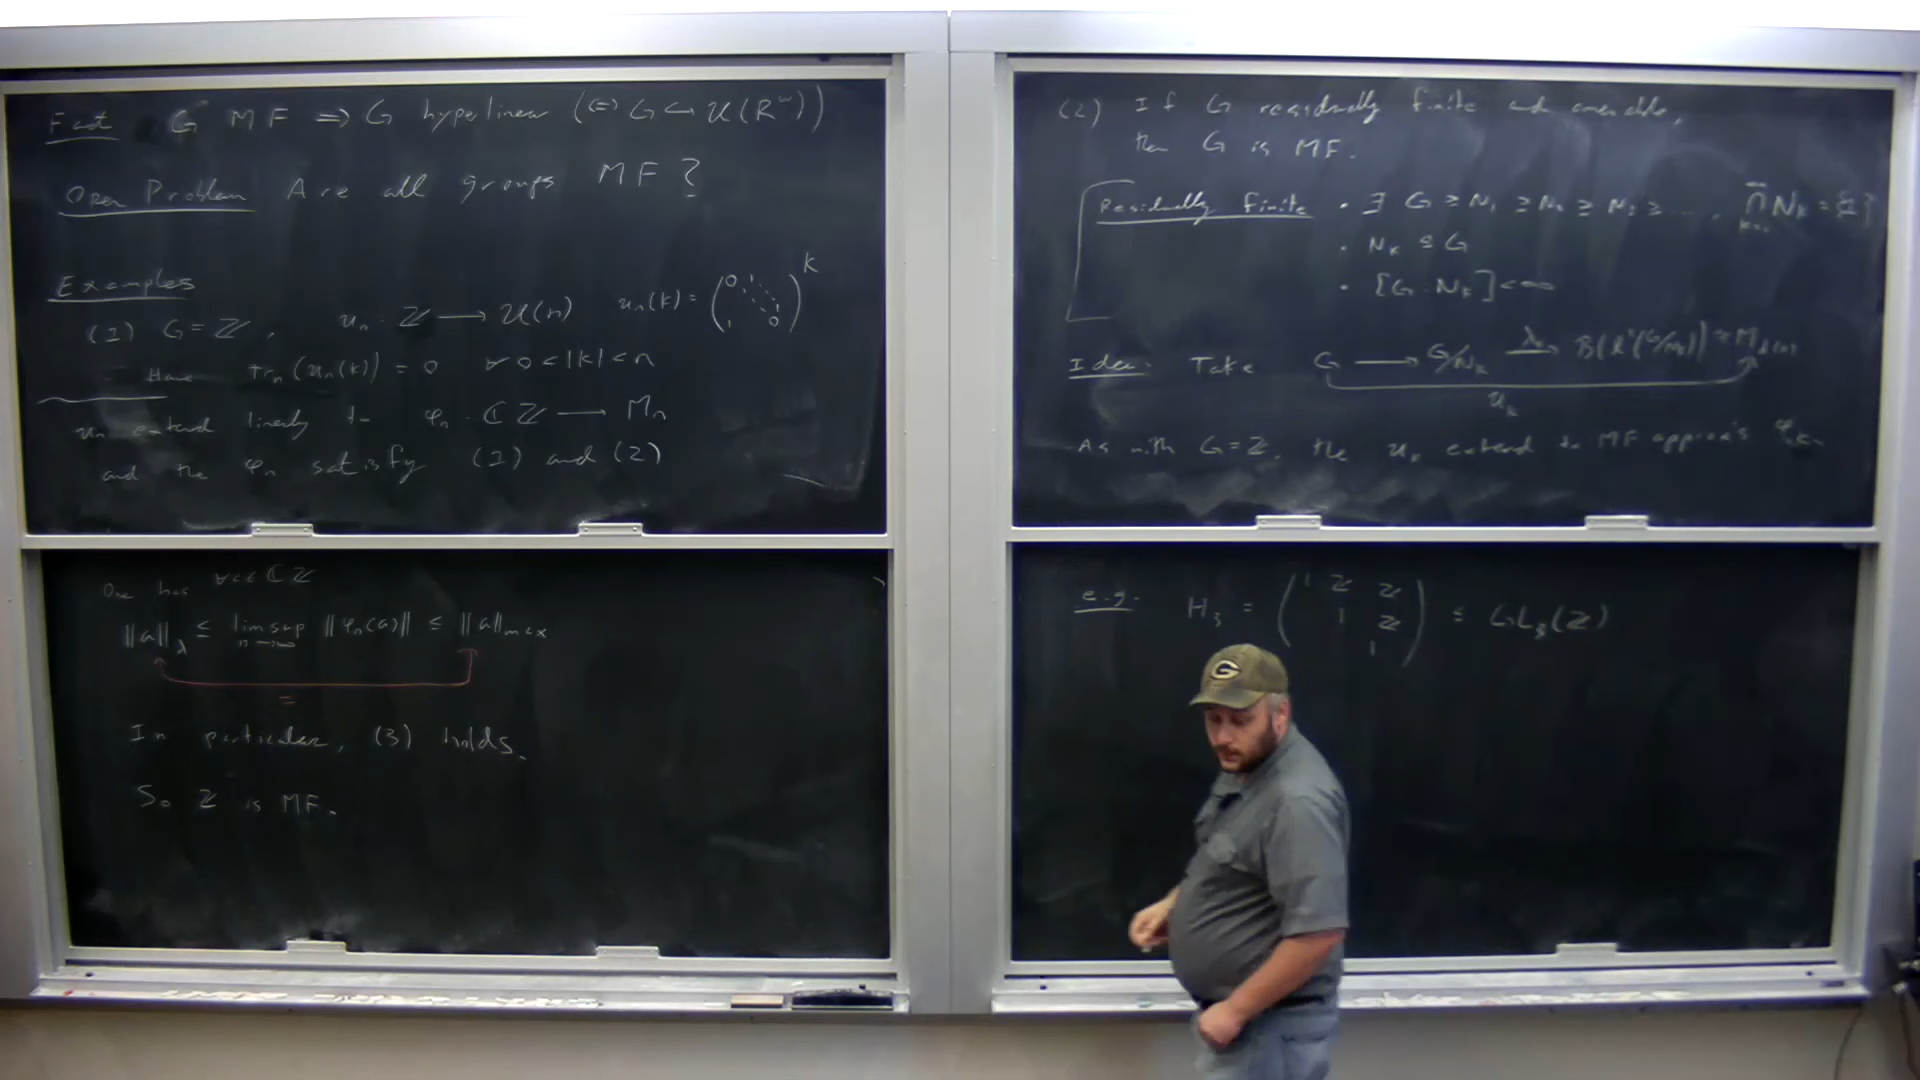 Fact G MF ⇒ G hyperlinear (⇔ G ↪ U(R^ω))
Open Problem Are all groups MF?
Examples
(1) G = ℤ, u_n : ℤ ⟶ U(n) u_n(k) = (0 1 ⋱ ⋱ 1 1 0)^k
Have tr_n(u_n(k)) = 0 ∀ 0 < |k| < n
u_n extend linearly to φ_n : ℂℤ ⟶ M_n
and the φ_n satisfy (1) and (2)
One has ∀ a ∈ ℂℤ
‖a‖_λ ≤ limsup_{n→∞} ‖φ_n(a)‖ ≤ ‖a‖_max
=
In particular, (3) holds.
So ℤ is MF.
(2) If G residually finite and amenable,
then G is MF.
Residually finite · ∃ G ≥ N_1 ≥ N_2 ≥ N_3 ≥ ..., ∩ N_k = {1}
· N_k ⊴ G
· [G : N_k] < ∞
Idea: Take G ⟶ G/N_k ⟶ B(ℓ²(G/N_k)) ≅ M
u_k
As with G = ℤ, the u_k extend to MF approx's
e.g. H_3 = (1 ℤ ℤ
1 ℤ
1) ≤ GL_3(ℤ)
G